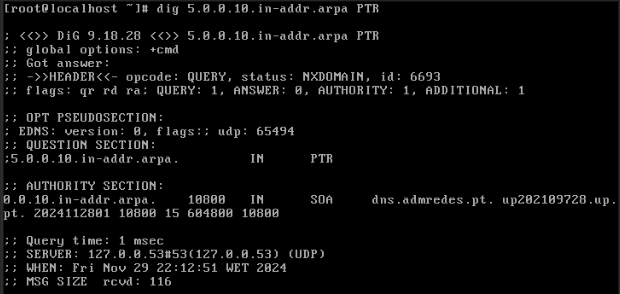 [root@localhost ~]# dig 5.0.0.10.in-addr.arpa PTR
; <<>> DiG 9.18.28 <<>> 5.0.0.10.in-addr.arpa PTR
;; global options: +cmd
;; Got answer:
;; ->>HEADER<<- opcode: QUERY, status: NXDOMAIN, id: 6693
;; flags: qr rd ra; QUERY: 1, ANSWER: 0, AUTHORITY: 1, ADDITIONAL: 1
;; OPT PSEUDOSECTION:
; EDNS: version: 0, flags:; udp: 65494
;; QUESTION SECTION:
;5.0.0.10.in-addr.arpa. IN PTR
;; AUTHORITY SECTION:
0.0.10.in-addr.arpa. 10800 IN SOA dns.admredes.pt. up202109728.up.
pt. 2024112801 10800 15 604800 10800
;; Query time: 1 msec
;; SERVER: 127.0.0.53#53(127.0.0.53) (UDP)
;; WHEN: Fri Nov 29 22:12:51 WET 2024
;; MSG SIZE rcvd: 116